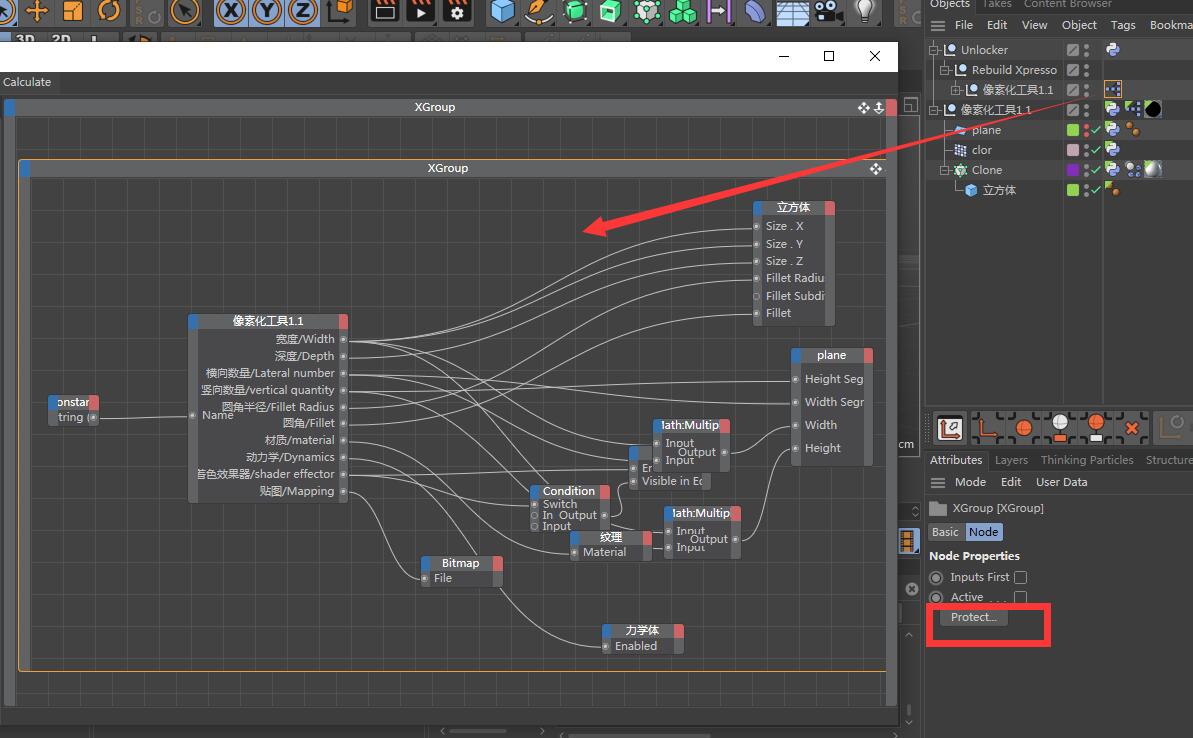 Objects Takes Content Browser
X Y Z
3D 2D
File Edit View Object Tags Bookma
Unlocker
Rebuild Xpresso
像素化工具1.1
像素化工具1.1
plane
clor
Clone
立方体
Calculate
XGroup
XGroup
立方体
Size . X
Size . Y
Size . Z
Fillet Radiu
Fillet Subdi
Fillet
像素化工具1.1
宽度/Width
深度/Depth
横向数量/Lateral number
竖向数量/vertical quantity
圆角半径/Fillet Radius
圆角/Fillet
材质/material
动力学/Dynamics
着色效果器/shader effector
贴图/Mapping
Name
onstan
tring
plane
Height Seg
Width Segr
Width
Height
Math:Multip
Input
Output
Input
Er
Visible in Ec
Condition
Switch
In Output
Input
Math:Multip
Input
Output
Input
纹理
Material
Bitmap
File
力学体
Enabled
cm
Attributes Layers Thinking Particles Structure
Mode Edit User Data
XGroup [XGroup]
Basic Node
Node Properties
Inputs First
Active . . .
Protect...